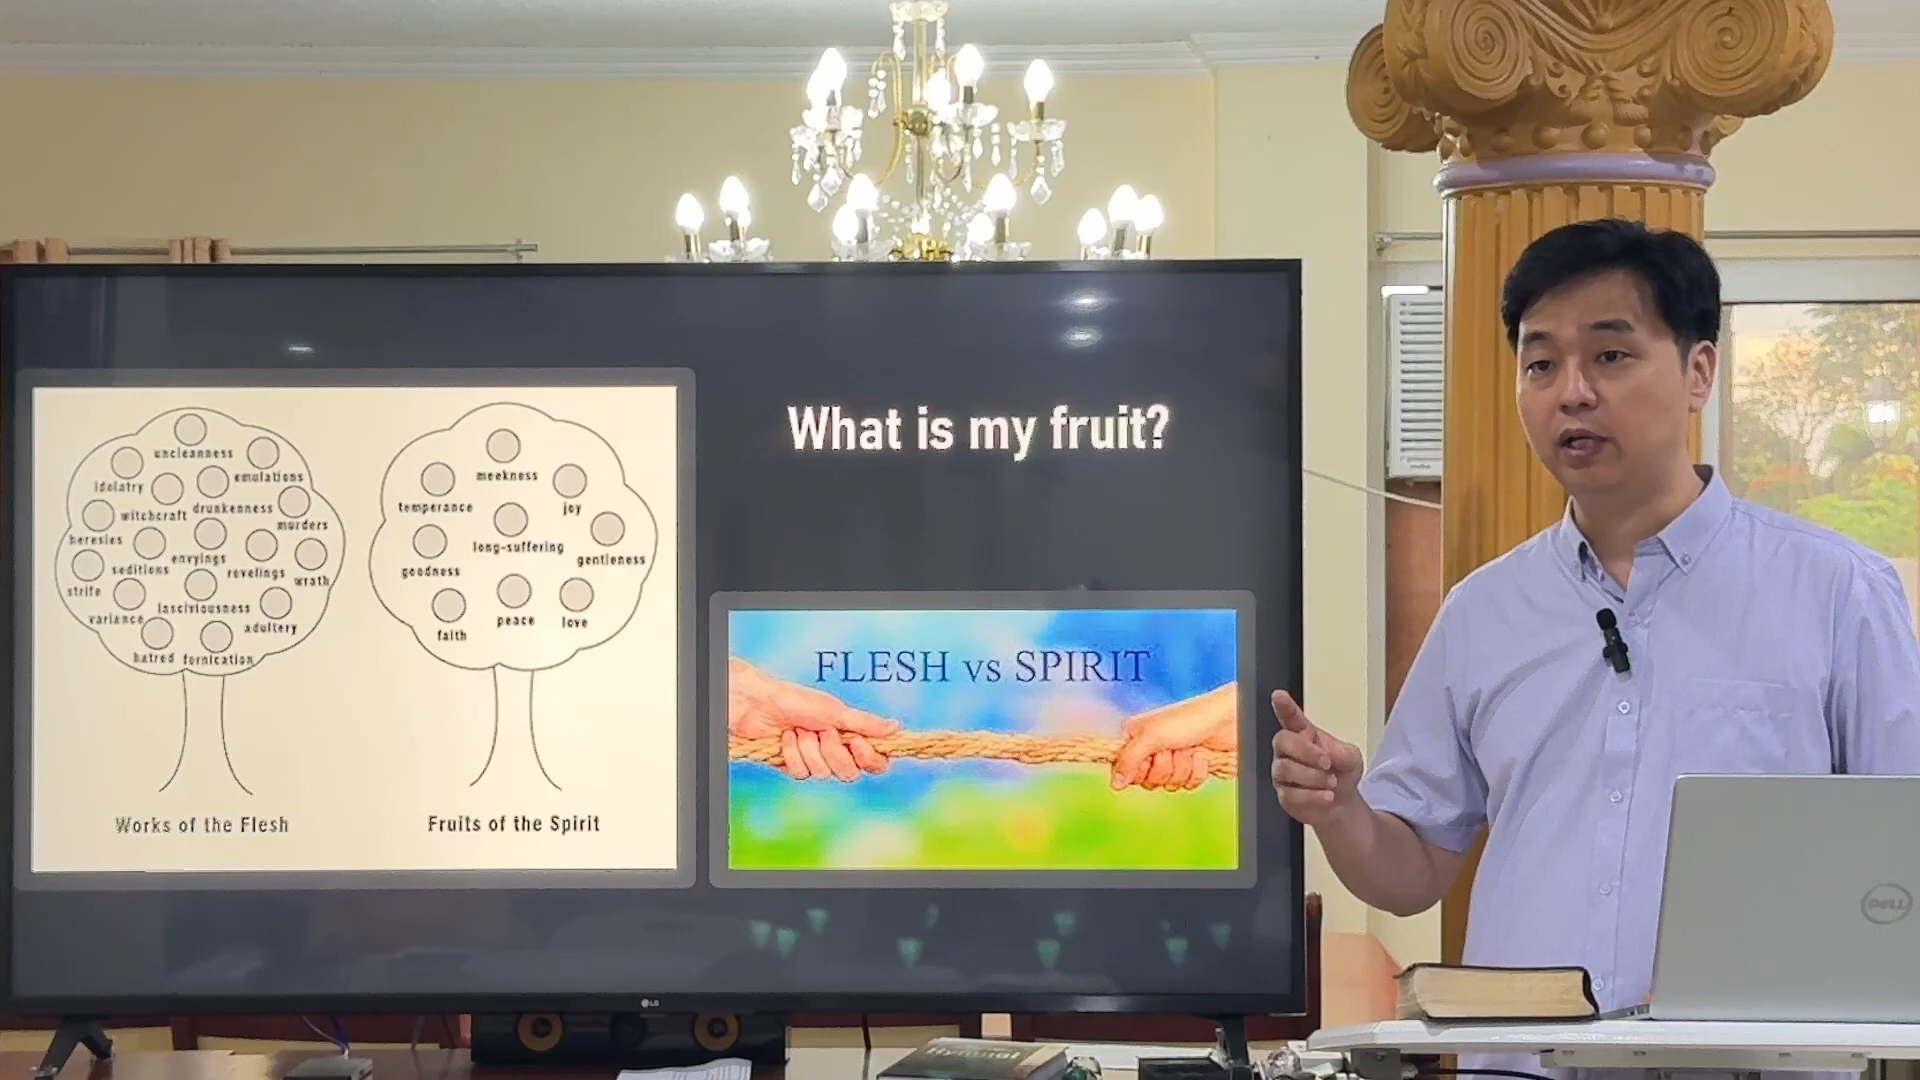 What is my fruit?
uncleanness
emulations
idolatry
witchcraft
drunkenness
murders
heresies
envyings
seditions
revelings
wrath
strife
lasciviousness
variance
adultery
hatred
fornication
Works of the Flesh
meekness
temperance
joy
long-suffering
gentleness
goodness
peace
love
faith
Fruits of the Spirit
FLESH vs SPIRIT
LG
DELL
Hymnal